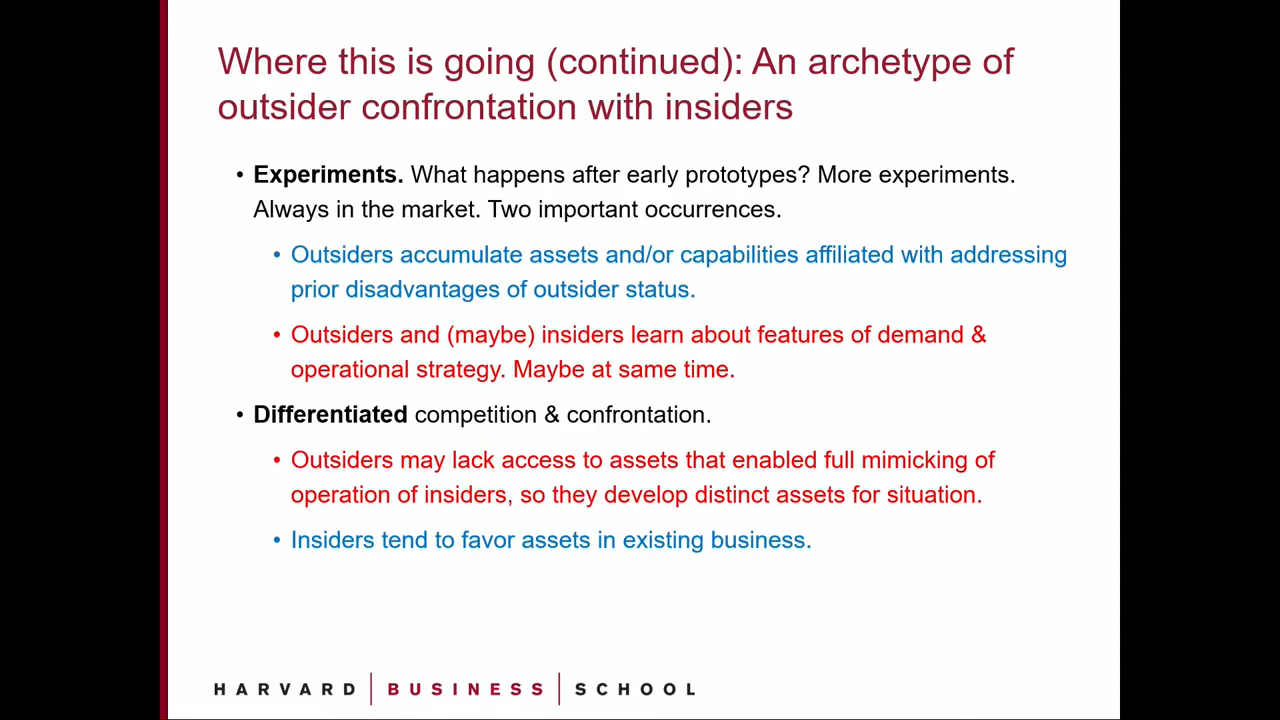 Where this is going (continued): An archetype of
outsider confrontation with insiders
• Experiments. What happens after early prototypes? More experiments.
Always in the market. Two important occurrences.
• Outsiders accumulate assets and/or capabilities affiliated with addressing
prior disadvantages of outsider status.
• Outsiders and (maybe) insiders learn about features of demand &
operational strategy. Maybe at same time.
• Differentiated competition & confrontation.
• Outsiders may lack access to assets that enabled full mimicking of
operation of insiders, so they develop distinct assets for situation.
• Insiders tend to favor assets in existing business.
HARVARD | BUSINESS | SCHOOL